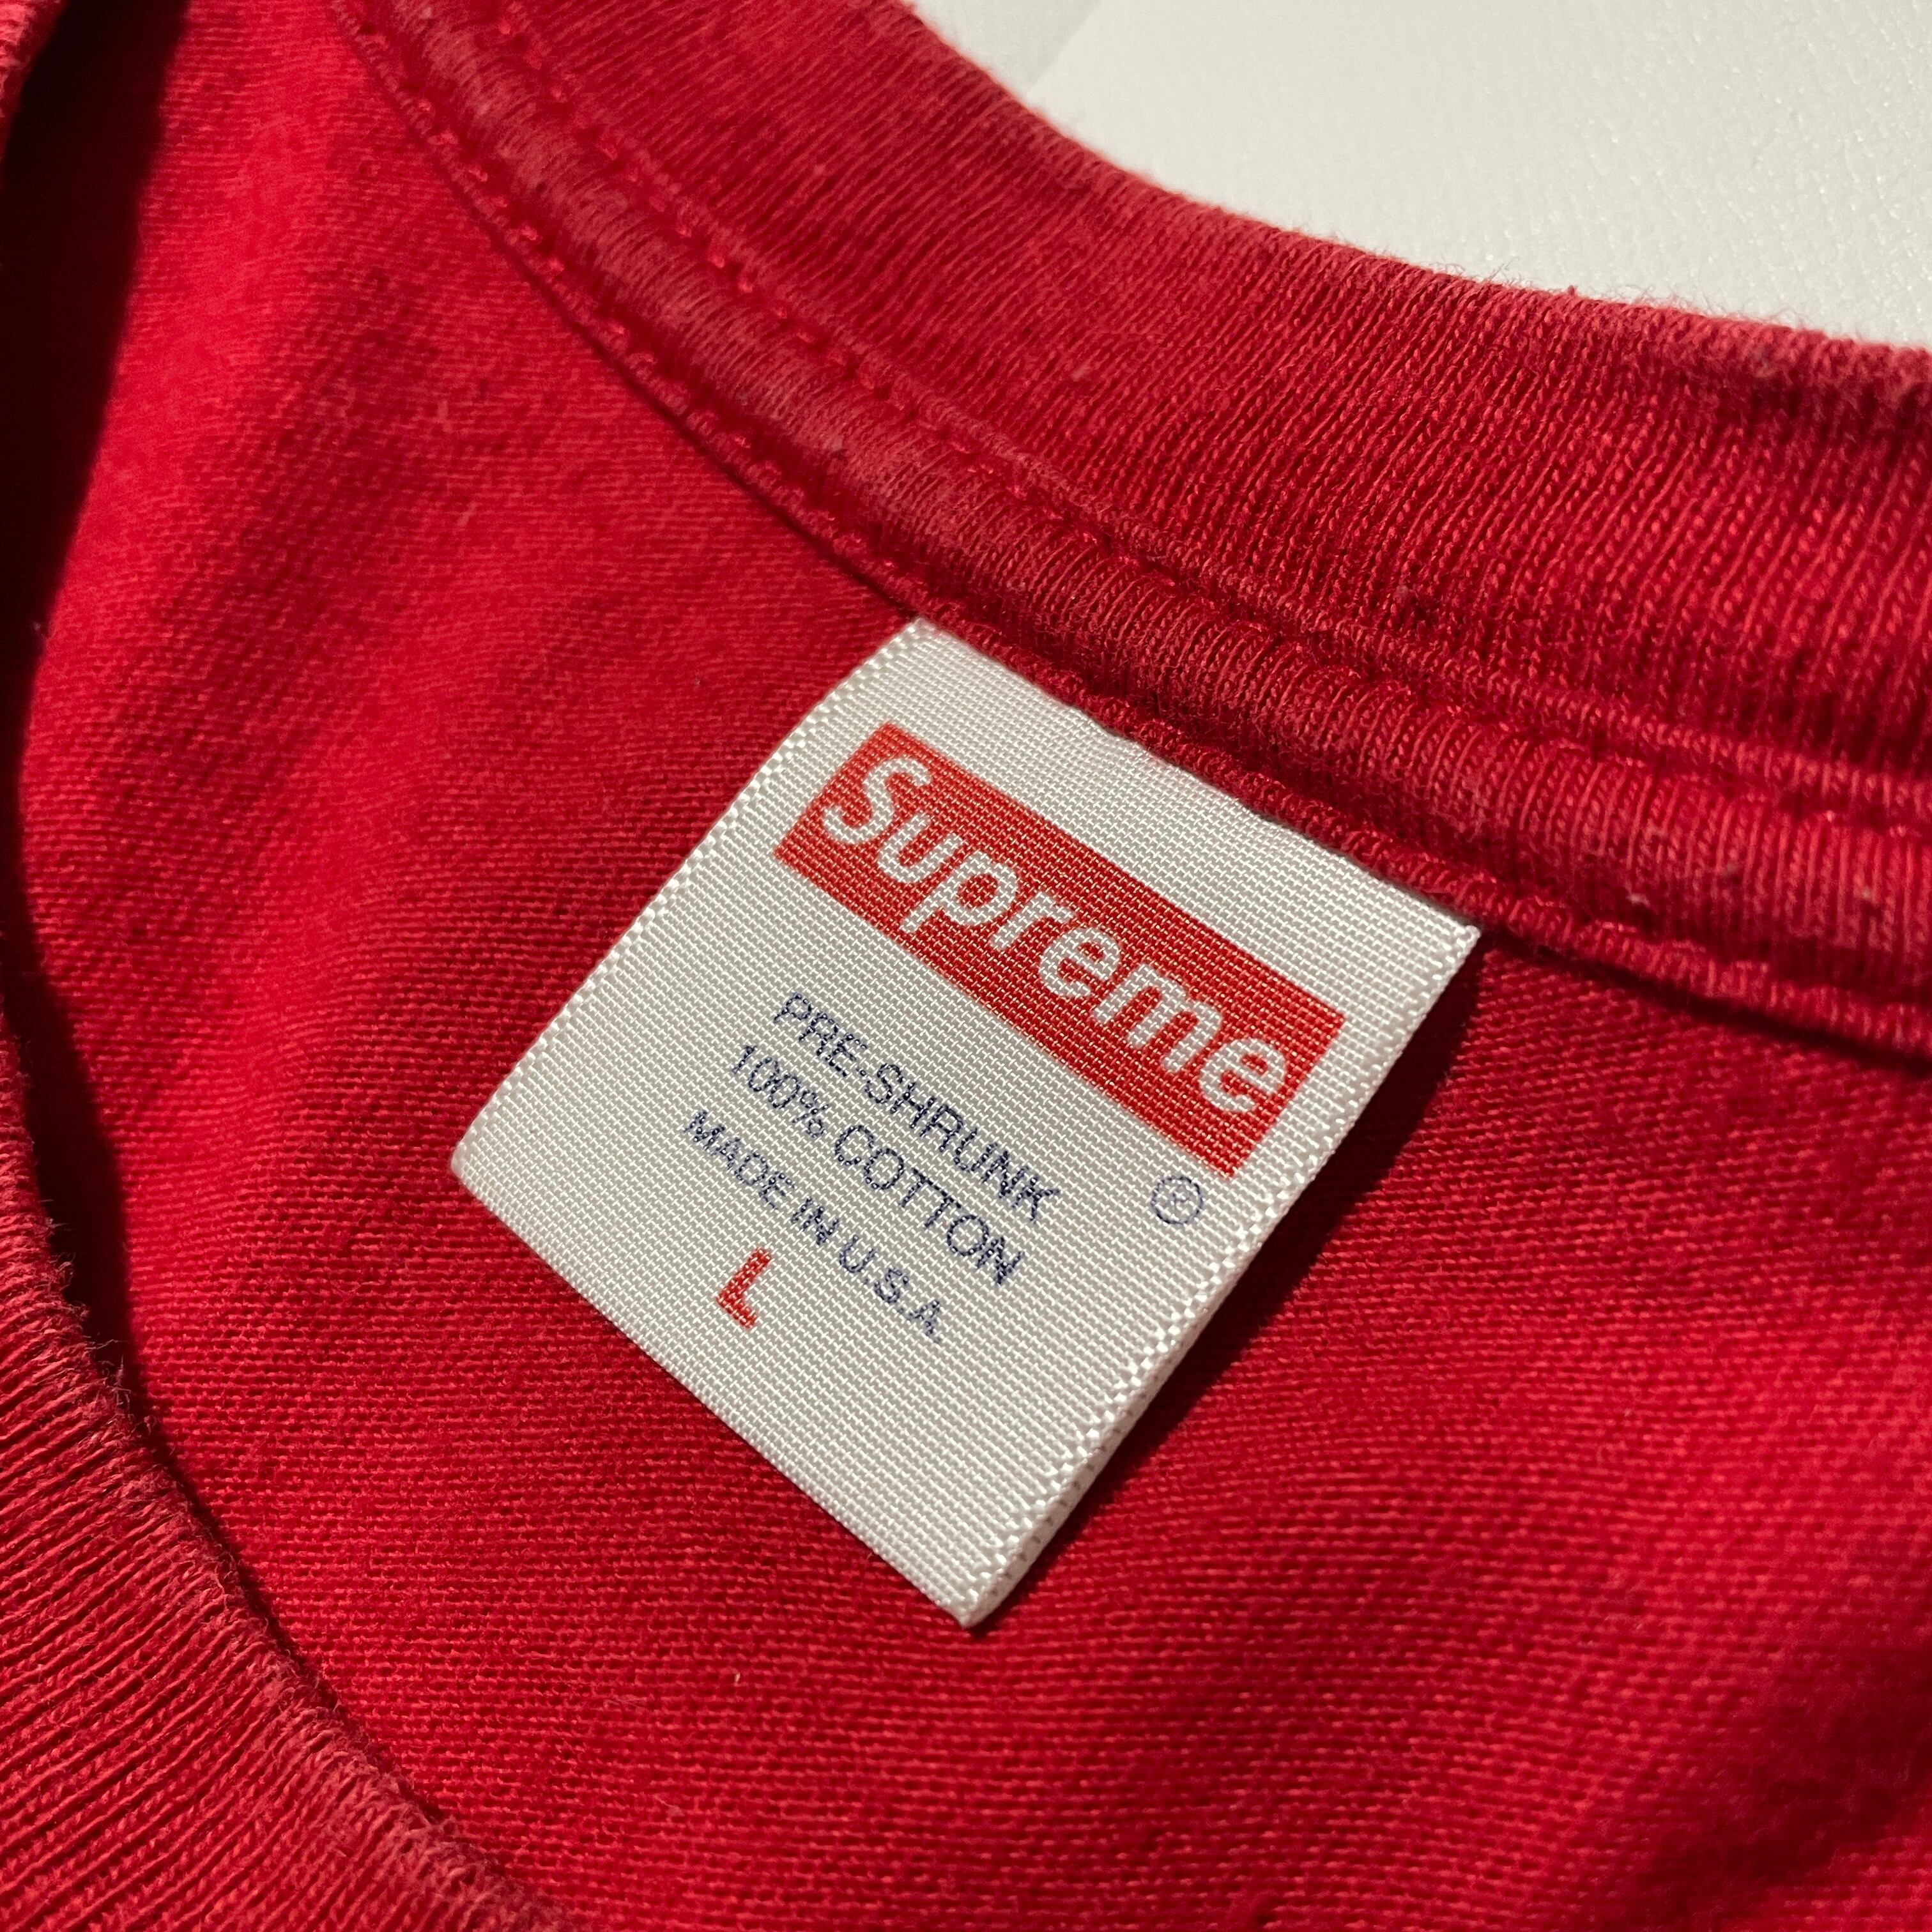 Supreme
®
PRE-SHRUNK
100% COTTON
MADE IN U.S.A.
L